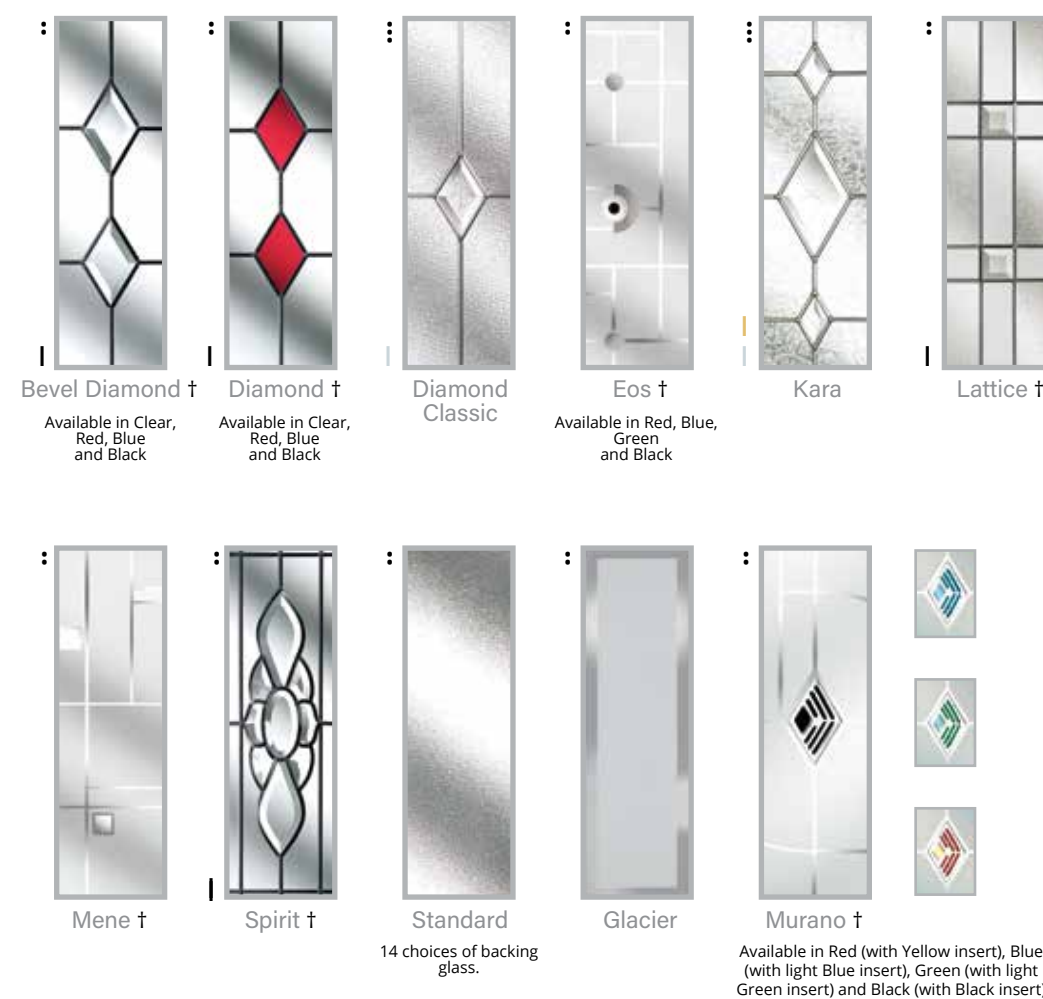 Bevel Diamond †
Available in Clear,
Red, Blue
and Black
Diamond †
Available in Clear,
Red, Blue
and Black
Diamond
Classic
Eos †
Available in Red, Blue,
Green
and Black
Kara
Lattice †
Mene †
Spirit †
Standard
14 choices of backing
glass.
Glacier
Murano †
Available in Red (with Yellow insert), Blue
(with light Blue insert), Green (with light
Green insert) and Black (with Black insert)